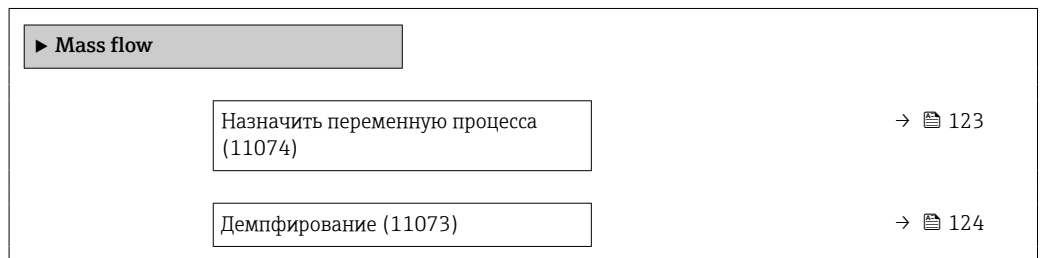 ▶ Mass flow
Назначить переменную процесса
(11074)
→ 123
Демпфирование (11073)
→ 124